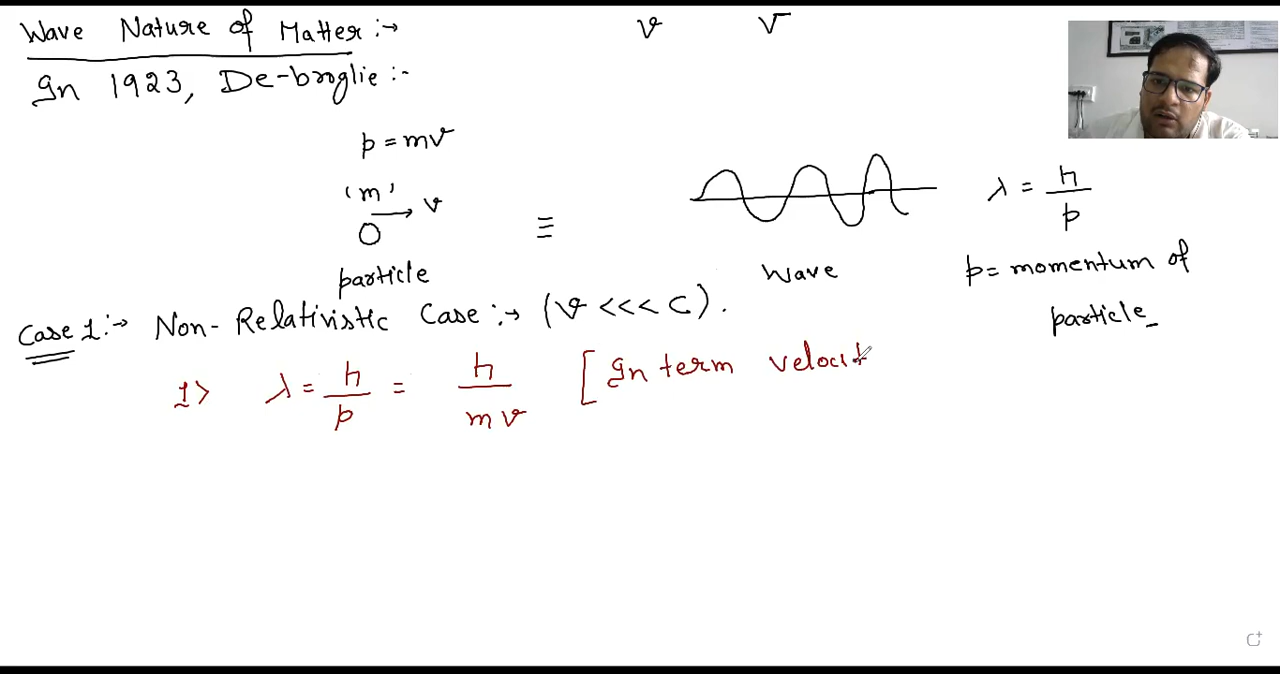 Wave Nature of Matter :→
v V
In 1923, De-broglie :-
p = mv
'm'
v
≡
particle
Wave
λ = h/p
p = momentum of
particle
Case 1 :→ Non-Relativistic Case :→ (v <<< C).
1> λ = h/p = h/mv [In term velocit